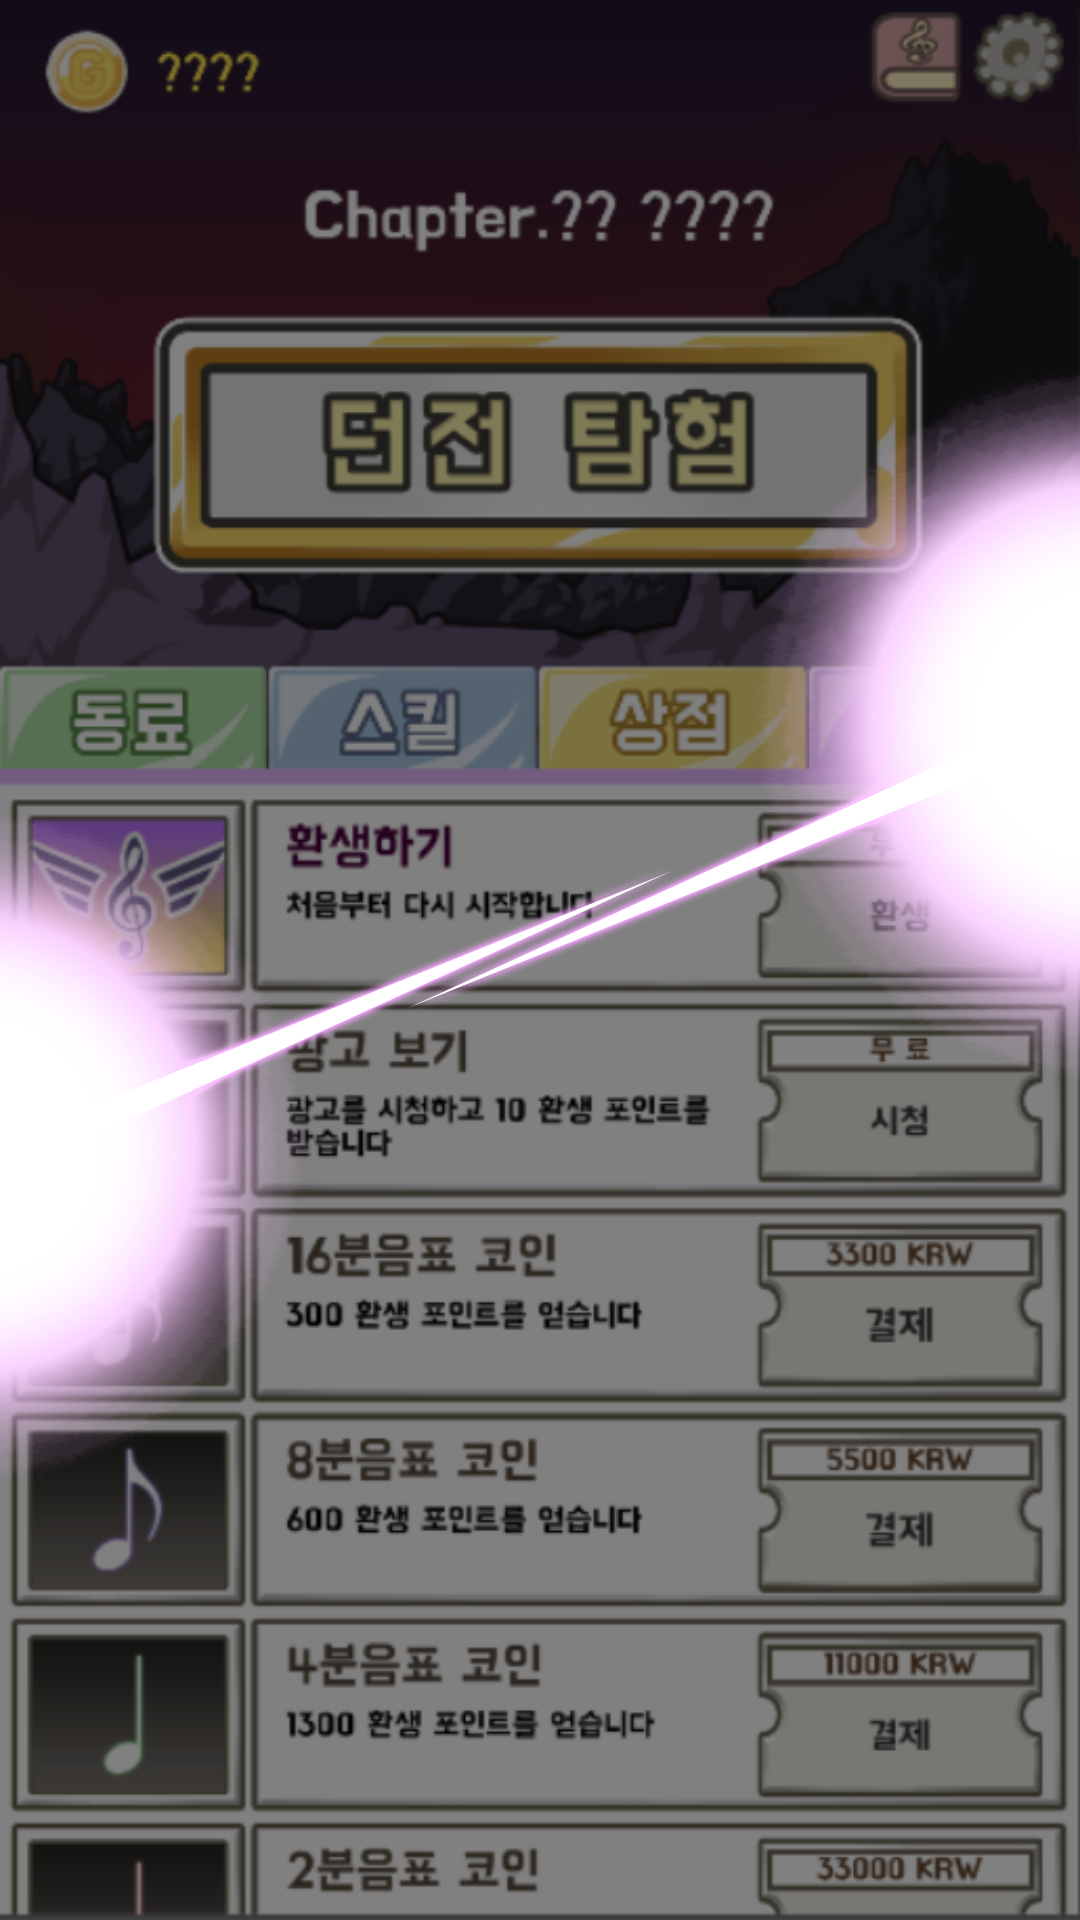 G ????
Chapter.?? ????
던전 탐험
동료 스킬 상점
환생하기
처음부터 다시 시작합니다
환생
광고 보기
무료
광고를 시청하고 10 환생 포인트를
받습니다
시청
16분음표 코인
3300 KRW
300 환생 포인트를 얻습니다
결제
8분음표 코인
5500 KRW
600 환생 포인트를 얻습니다
결제
4분음표 코인
11000 KRW
1300 환생 포인트를 얻습니다
결제
2분음표 코인
33000 KRW